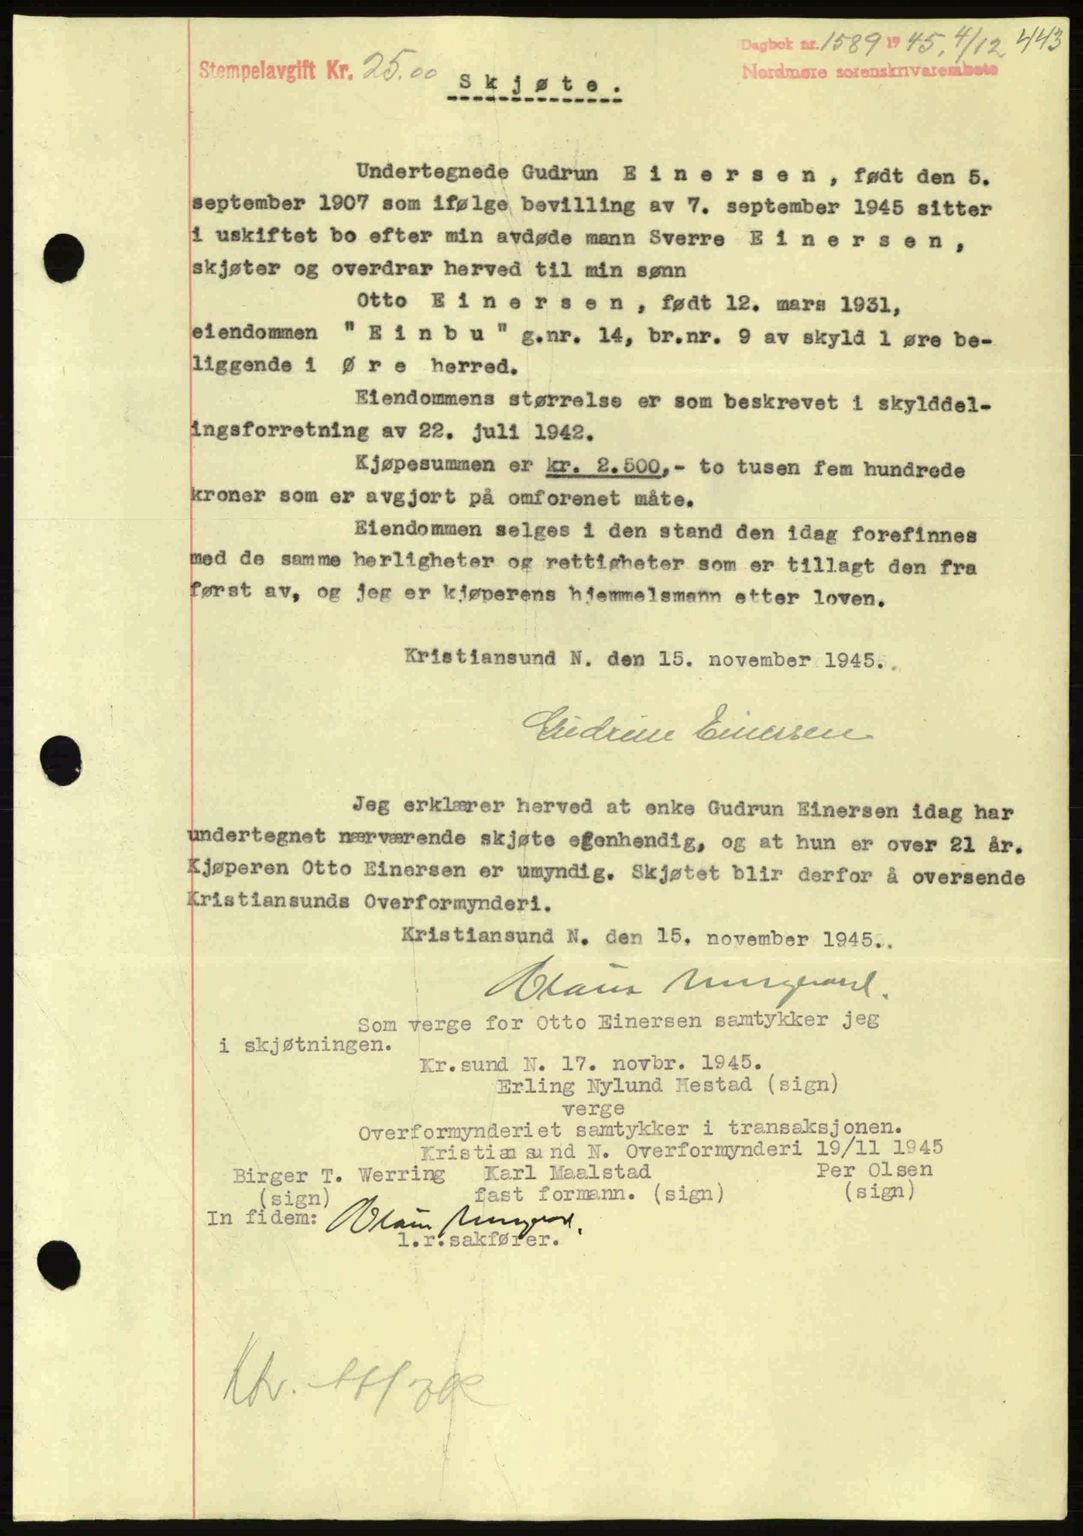 Dagbok nr. 1589 1945, 4/12 443
Stempelavgift Kr. 25.00
Nordmøre sorenskrivarembete
Skjøte.
Undertegnede Gudrun Einersen, født den 5.
september 1907 som ifølge bevilling av 7. september 1945 sitter
i uskiftet bo efter min avdøde mann Sverre Einersen,
skjøter og overdrar herved til min sønn
Otto Einersen, født 12. mars 1931,
eiendommen "Einbu" g.nr. 14, br.nr. 9 av skyld 1 øre be-
liggende i Øre herred.
Eiendommens størrelse er som beskrevet i skylddel-
ingsforretning av 22. juli 1942.
Kjøpesummen er kr. 2.500,- to tusen fem hundrede
kroner som er avgjort på omforenet måte.
Eiendommen selges i den stand den idag forefinnes
med de samme herligheter og rettigheter som er tillagt den fra
først av, og jeg er kjøperens hjemmelsmann etter loven.
Kristiansund N. den 15. november 1945.
Gudrun Einersen
Jeg erklærer herved at enke Gudrun Einersen idag har
undertegnet nærværende skjøte egenhendig, og at hun er over 21 år.
Kjøperen Otto Einersen er umyndig. Skjøtet blir derfor å oversende
Kristiansunds Overformynderi.
Kristiansund N. den 15. november 1945.
Som verge for Otto Einersen samtykker jeg
i skjøtningen.
Kr.sund N. 17. novbr. 1945.
Erling Nylund Hestad (sign)
verge
Overformynderiet samtykker i transaksjonen.
Kristiansund N. Overformynderi 19/11 1945
Birger T. Werring Karl Maalstad Per Olsen
(sign) fast formann. (sign) (sign)
In fidem:
l.r.sakfører.